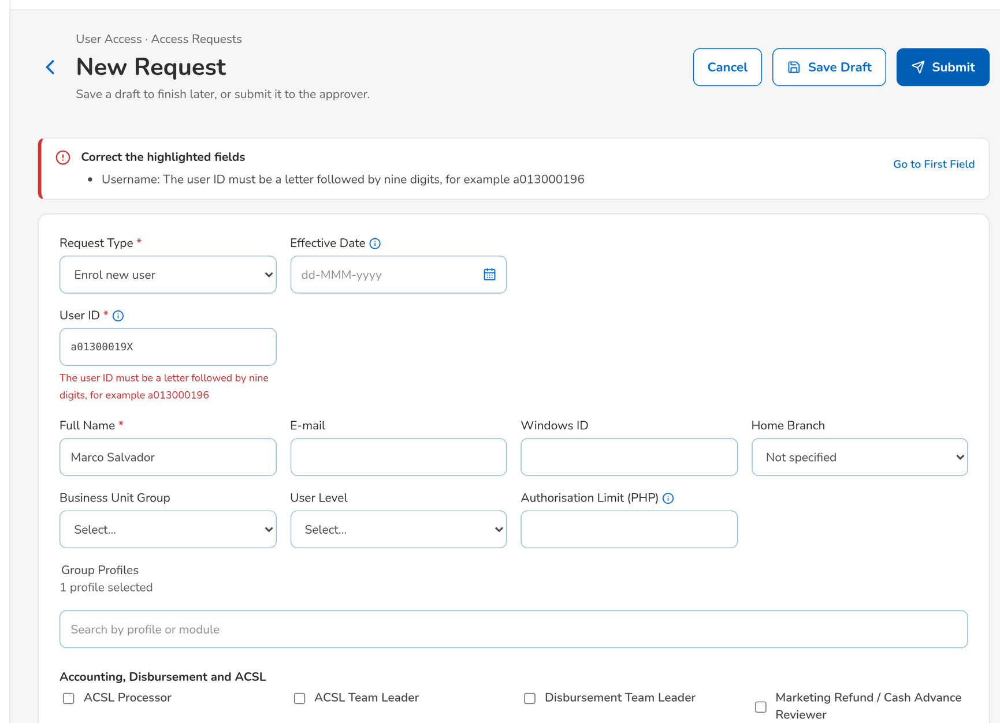 User Access · Access Requests
New Request
Save a draft to finish later, or submit it to the approver.
Cancel
Save Draft
Submit
Correct the highlighted fields
• Username: The user ID must be a letter followed by nine digits, for example a013000196
Go to First Field
Request Type *
Effective Date
Enrol new user
dd-MMM-yyyy
User ID *
a01300019X
The user ID must be a letter followed by nine
digits, for example a013000196
Full Name *
E-mail
Windows ID
Home Branch
Marco Salvador
Not specified
Business Unit Group
User Level
Authorisation Limit (PHP)
Select...
Select...
Group Profiles
1 profile selected
Search by profile or module
Accounting, Disbursement and ACSL
ACSL Processor
ACSL Team Leader
Disbursement Team Leader
Marketing Refund / Cash Advance
Reviewer